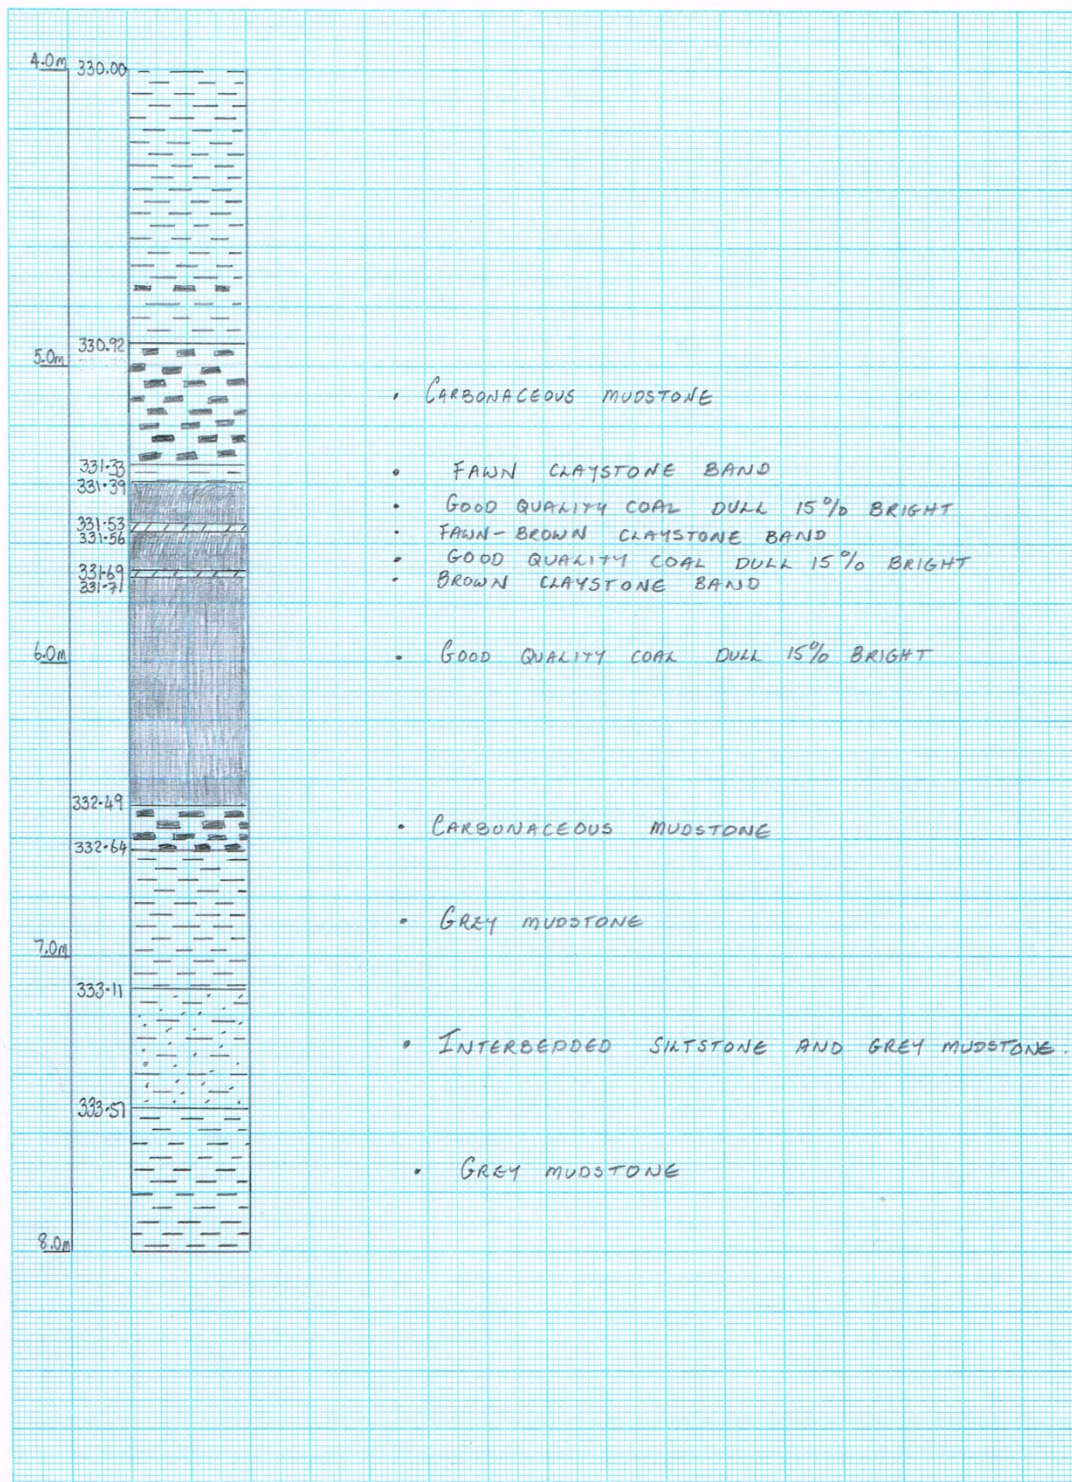 4.0m 330.00
330.92
5.0m
• CARBONACEOUS MUDSTONE
331.33 • FAWN CLAYSTONE BAND
331.39
• GOOD QUALITY COAL DULL 15% BRIGHT
331.53 • FAWN-BROWN CLAYSTONE BAND
331.56
• GOOD QUALITY COAL DULL 15% BRIGHT
331.69 • BROWN CLAYSTONE BAND
331.71
6.0m • GOOD QUALITY COAL DULL 15% BRIGHT
332.49
• CARBONACEOUS MUDSTONE
332.64
• GREY MUDSTONE
7.0m
333.11
• INTERBEDDED SILTSTONE AND GREY MUDSTONE.
333.51
• GREY MUDSTONE
8.0m